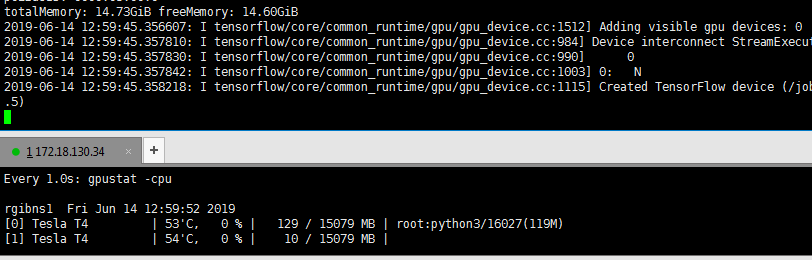 totalMemory: 14.73GiB freeMemory: 14.60GiB
2019-06-14 12:59:45.356607: I tensorflow/core/common_runtime/gpu/gpu_device.cc:1512] Adding visible gpu devices: 0
2019-06-14 12:59:45.357810: I tensorflow/core/common_runtime/gpu/gpu_device.cc:984] Device interconnect StreamExecut
2019-06-14 12:59:45.357830: I tensorflow/core/common_runtime/gpu/gpu_device.cc:990]      0
2019-06-14 12:59:45.357842: I tensorflow/core/common_runtime/gpu/gpu_device.cc:1003] 0:   N
2019-06-14 12:59:45.358218: I tensorflow/core/common_runtime/gpu/gpu_device.cc:1115] Created TensorFlow device (/job
.5)
1 172.18.130.34 × +
Every 1.0s: gpustat -cpu
rgibns1  Fri Jun 14 12:59:52 2019
[0] Tesla T4         | 53'C,   0 % |   129 / 15079 MB | root:python3/16027(119M)
[1] Tesla T4         | 54'C,   0 % |    10 / 15079 MB |